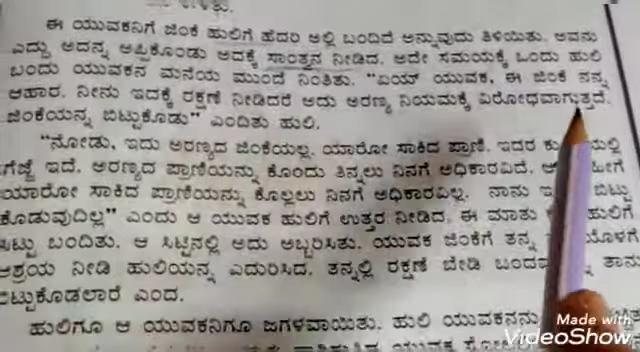 ಈ ಯುವಕನಿಗೆ ಜಿಂಕೆ ಹುಲಿಗೆ ಹೆದರಿ ಅಲ್ಲಿ ಬಂದಿದೆ ಅನ್ನುವುದು ತಿಳಿಯಿತು. ಅವನು
ಎದ್ದು ಅದನ್ನ ಅಪ್ಪಿಕೊಂಡು ಅದಕ್ಕೆ ಸಾಂತ್ವನ ನೀಡಿದ. ಅದೇ ಸಮಯಕ್ಕೆ ಒಂದು ಹುಲಿ
ಬಂದು ಯುವಕನ ಮನೆಯ ಮುಂದೆ ನಿಂತಿತು. "ಏಯ್ ಯುವಕ, ಈ ಜಿಂಕೆ ನನ್ನ
ಆಹಾರ. ನೀನು ಇದಕ್ಕೆ ರಕ್ಷಣೆ ನೀಡಿದರೆ ಅದು ಅರಣ್ಯ ನಿಯಮಕ್ಕೆ ವಿರೋಧವಾಗುತ್ತದೆ.
ಜಿಂಕೆಯನ್ನ ಬಿಟ್ಟುಕೊಡು" ಎಂದಿತು ಹುಲಿ.
"ನೋಡು, ಇದು ಅರಣ್ಯದ ಜಿಂಕೆಯಲ್ಲ. ಯಾರೋ ಸಾಕಿದ ಪ್ರಾಣಿ. ಇದರ
ಗೆಜ್ಜೆ ಇದೆ. ಅರಣ್ಯದ ಪ್ರಾಣಿಯನ್ನು ಕೊಂದು ತಿನ್ನಲು ನಿನಗೆ ಅಧಿಕಾರವಿದೆ. ಹೀಗೆ
ಯಾರೋ ಸಾಕಿದ ಪ್ರಾಣಿಯನ್ನು ಕೊಲ್ಲಲು ನಿನಗೆ ಅಧಿಕಾರವಿಲ್ಲ. ನಾನು ಬಿಟ್ಟು
ಕೊಡುವುದಿಲ್ಲ" ಎಂದು ಆ ಯುವಕ ಹುಲಿಗೆ ಉತ್ತರ ನೀಡಿದ. ಈ ಮಾತು ಹುಲಿಗೆ
ಸಿಟ್ಟು ಬಂದಿತು. ಆ ಸಿಟ್ಟಿನಲ್ಲಿ ಅದು ಅಬ್ಬರಿಸಿತು. ಯುವಕ ಜಿಂಕೆಗೆ ತನ್ನ
ಆಶ್ರಯ ನೀಡಿ ಹುಲಿಯನ್ನ ಎದುರಿಸಿದ. ತನ್ನಲ್ಲಿ ರಕ್ಷಣೆ ಬೇಡಿ ತಾನು
ಬಿಟ್ಟುಕೊಡಲಾರೆ ಎಂದ.
ಹುಲಿಗೂ ಆ ಯುವಕನಿಗೂ ಜಗಳವಾಯಿತು. ಹುಲಿ ಯುವಕನನು
Made with
VideoShow